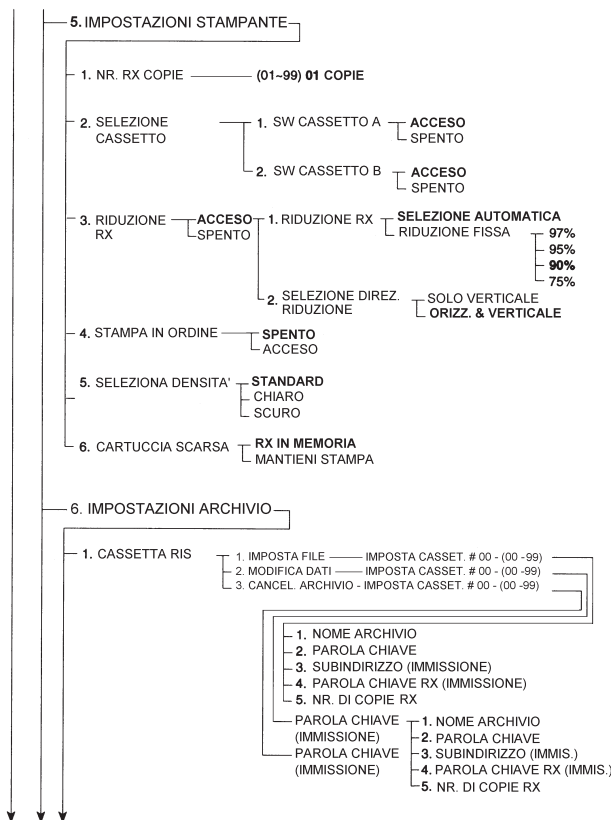 5. IMPOSTAZIONI STAMPANTE
1. NR. RX COPIE (01~99) 01 COPIE
2. SELEZIONE CASSETTO
1. SW CASSETTO A
ACCESO
SPENTO
2. SW CASSETTO B
ACCESO
SPENTO
3. RIDUZIONE RX
ACCESO
SPENTO
1. RIDUZIONE RX
SELEZIONE AUTOMATICA
RIDUZIONE FISSA
97%
95%
90%
75%
2. SELEZIONE DIREZ. RIDUZIONE
SOLO VERTICALE
ORIZZ. & VERTICALE
4. STAMPA IN ORDINE
SPENTO
ACCESO
5. SELEZIONA DENSITA'
STANDARD
CHIARO
SCURO
6. CARTUCCIA SCARSA
RX IN MEMORIA
MANTIENI STAMPA
6. IMPOSTAZIONI ARCHIVIO
1. CASSETTA RIS
1. IMPOSTA FILE IMPOSTA CASSET. # 00 - (00 -99)
2. MODIFICA DATI IMPOSTA CASSET. # 00 - (00 -99)
3. CANCEL. ARCHIVIO - IMPOSTA CASSET. # 00 - (00 -99)
1. NOME ARCHIVIO
2. PAROLA CHIAVE
3. SUBINDIRIZZO (IMMISSIONE)
4. PAROLA CHIAVE RX (IMMISSIONE)
5. NR. DI COPIE RX
PAROLA CHIAVE
(IMMISSIONE)
1. NOME ARCHIVIO
2. PAROLA CHIAVE
3. SUBINDIRIZZO (IMMIS.)
4. PAROLA CHIAVE RX (IMMIS.)
5. NR. DI COPIE RX
PAROLA CHIAVE
(IMMISSIONE)